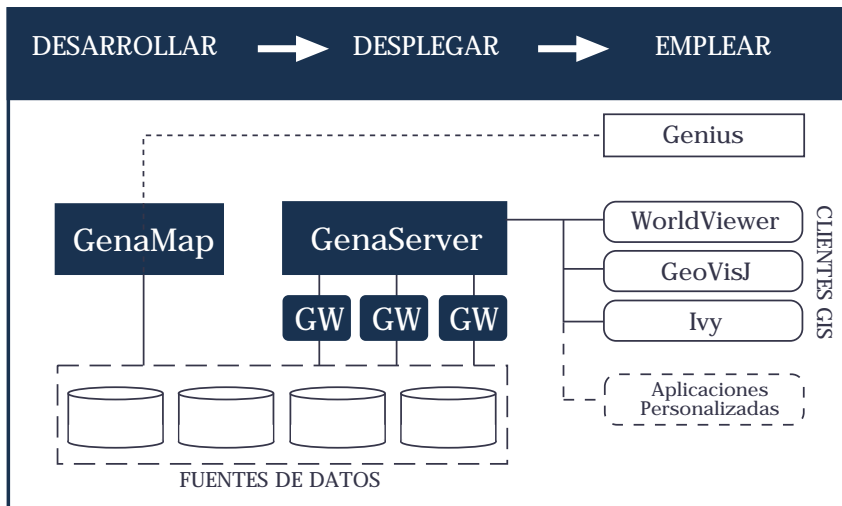 DESARROLLAR
DESPLEGAR
EMPLEAR
Genius
GenaMap
GenaServer
WorldViewer
GeoVisJ
Ivy
CLIENTES GIS
GW
GW
GW
Aplicaciones
Personalizadas
FUENTES DE DATOS